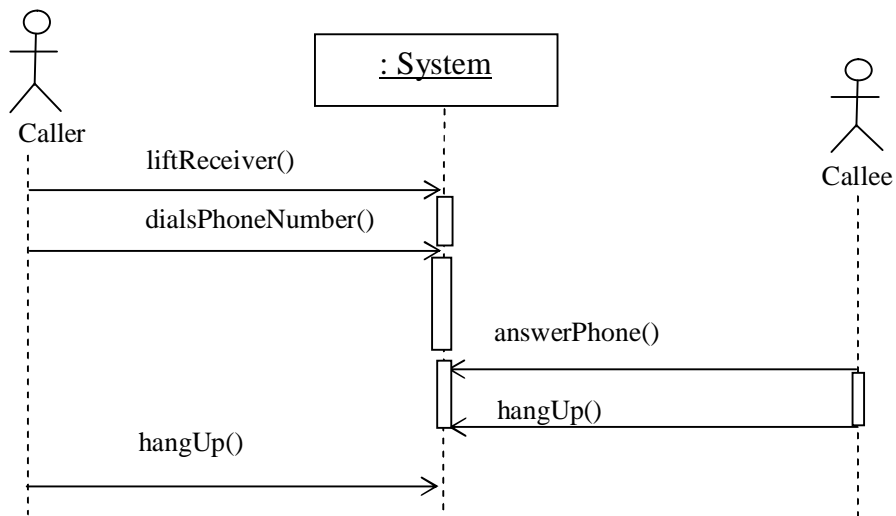 : System
Caller
Callee
liftReceiver()
dialsPhoneNumber()
answerPhone()
hangUp()
hangUp()